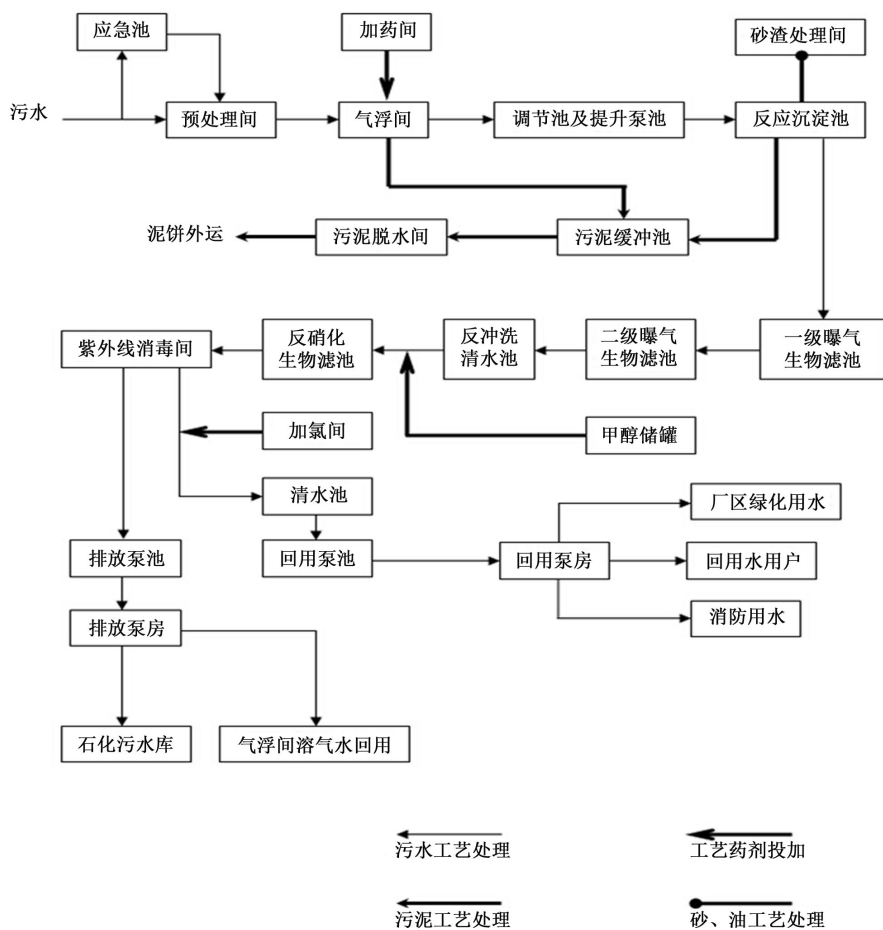 应急池
加药间
砂渣处理间
污水
预处理间
气浮间
调节池及提升泵池
反应沉淀池
泥饼外运
污泥脱水间
污泥缓冲池
紫外线消毒间
反硝化
生物滤池
反冲洗
清水池
二级曝气
生物滤池
一级曝气
生物滤池
加氯间
甲醇储罐
清水池
厂区绿化用水
排放泵池
回用泵池
回用泵房
回用水用户
排放泵房
消防用水
石化污水库
气浮间溶气水回用
污水工艺处理
工艺药剂投加
污泥工艺处理
砂、油工艺处理